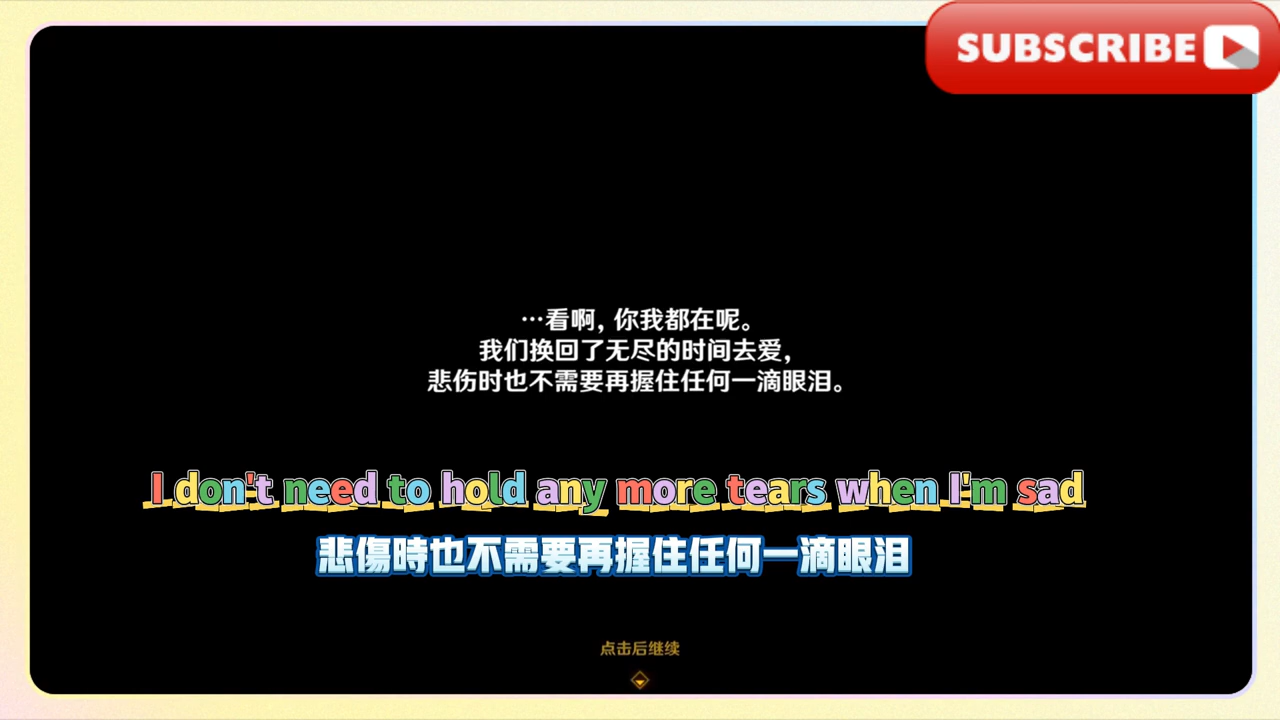 SUBSCRIBE
…看啊，你我都在呢。
我们换回了无尽的时间去爱，
悲伤时也不需要再握住任何一滴眼泪。
I don't need to hold any more tears when I'm sad
悲傷時也不需要再握住任何一滴眼泪
点击后继续